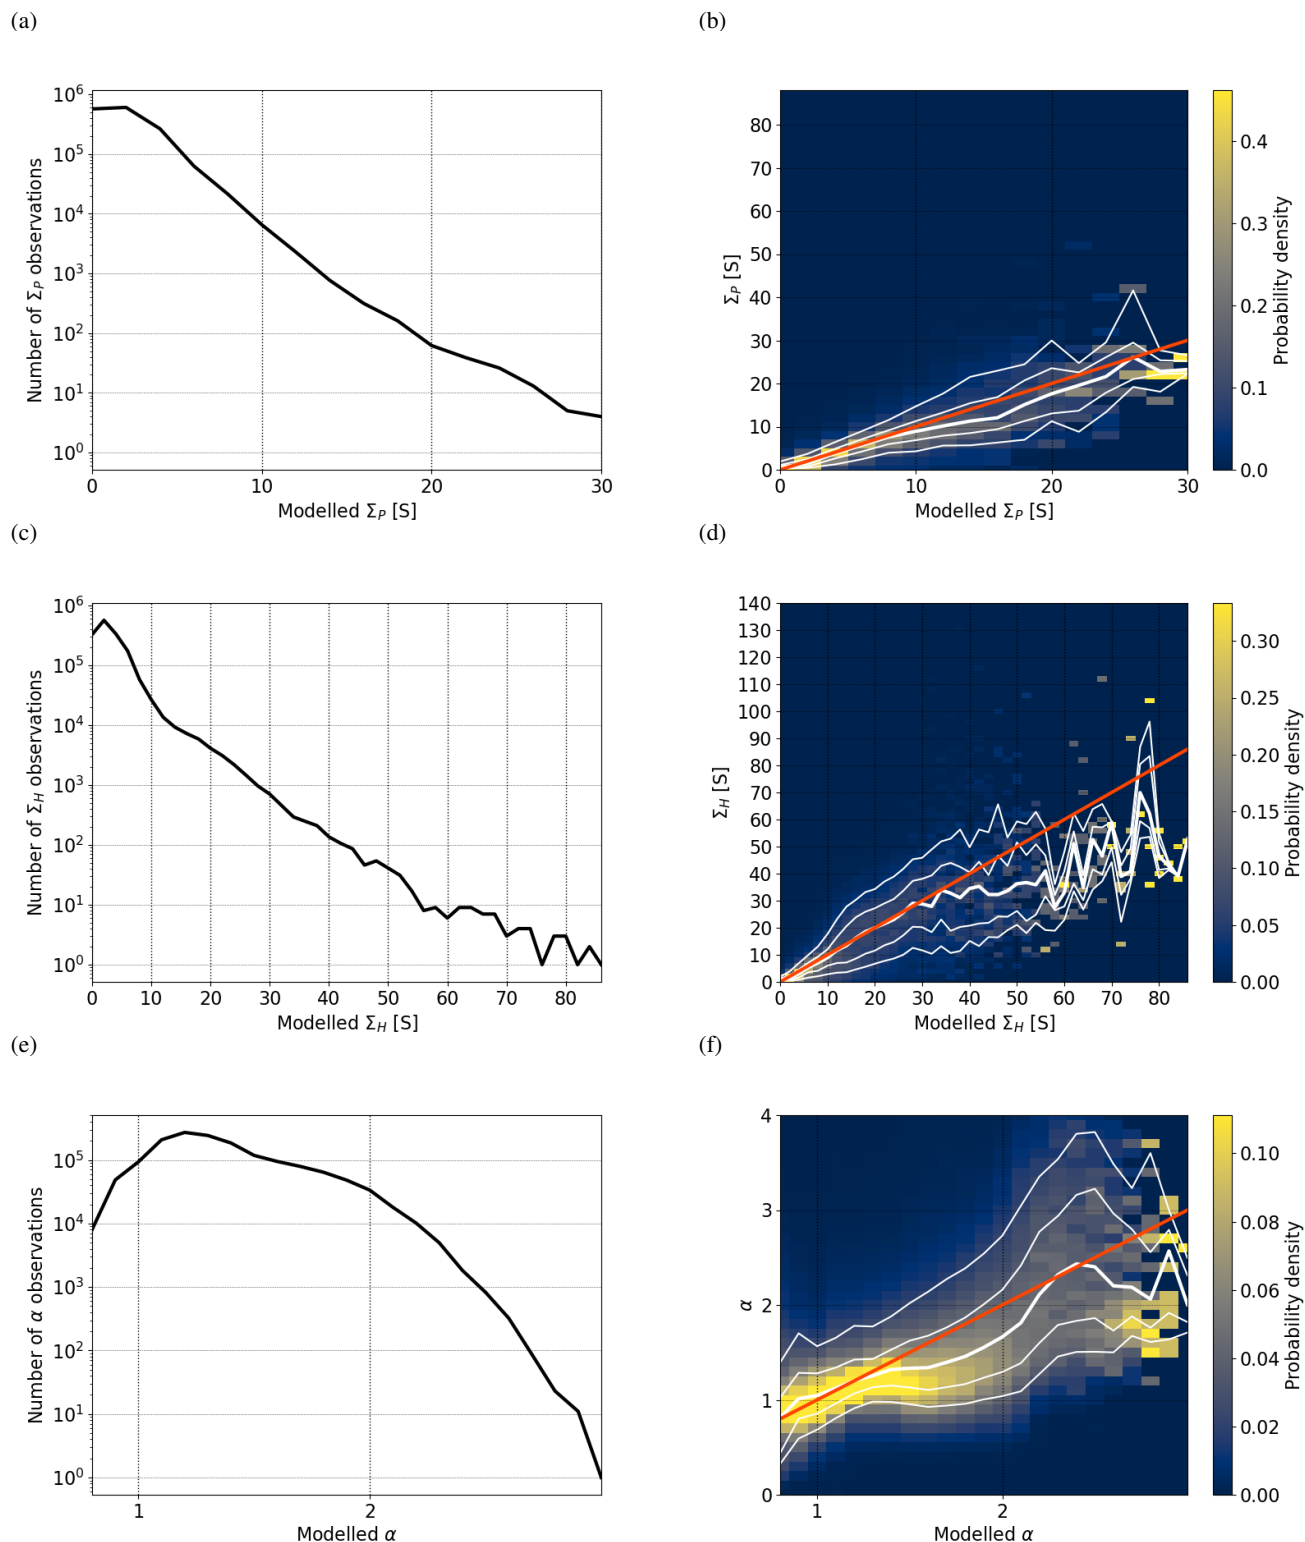 (a)
(b)
Number of Σ_P observations
10^6
10^5
10^4
10^3
10^2
10^1
10^0
0 10 20 30
Modelled Σ_P [S]
Σ_P [S]
80
70
60
50
40
30
20
10
0
0 10 20 30
Modelled Σ_P [S]
0.4
0.3
0.2
0.1
0.0
Probability density
(c)
(d)
Number of Σ_H observations
10^6
10^5
10^4
10^3
10^2
10^1
10^0
0 10 20 30 40 50 60 70 80
Modelled Σ_H [S]
Σ_H [S]
140
130
120
110
100
90
80
70
60
50
40
30
20
10
0
0 10 20 30 40 50 60 70 80
Modelled Σ_H [S]
0.30
0.25
0.20
0.15
0.10
0.05
0.00
Probability density
(e)
(f)
Number of α observations
10^5
10^4
10^3
10^2
10^1
10^0
1 2
Modelled α
α
4
3
2
1
0
1 2
Modelled α
0.10
0.08
0.06
0.04
0.02
0.00
Probability density